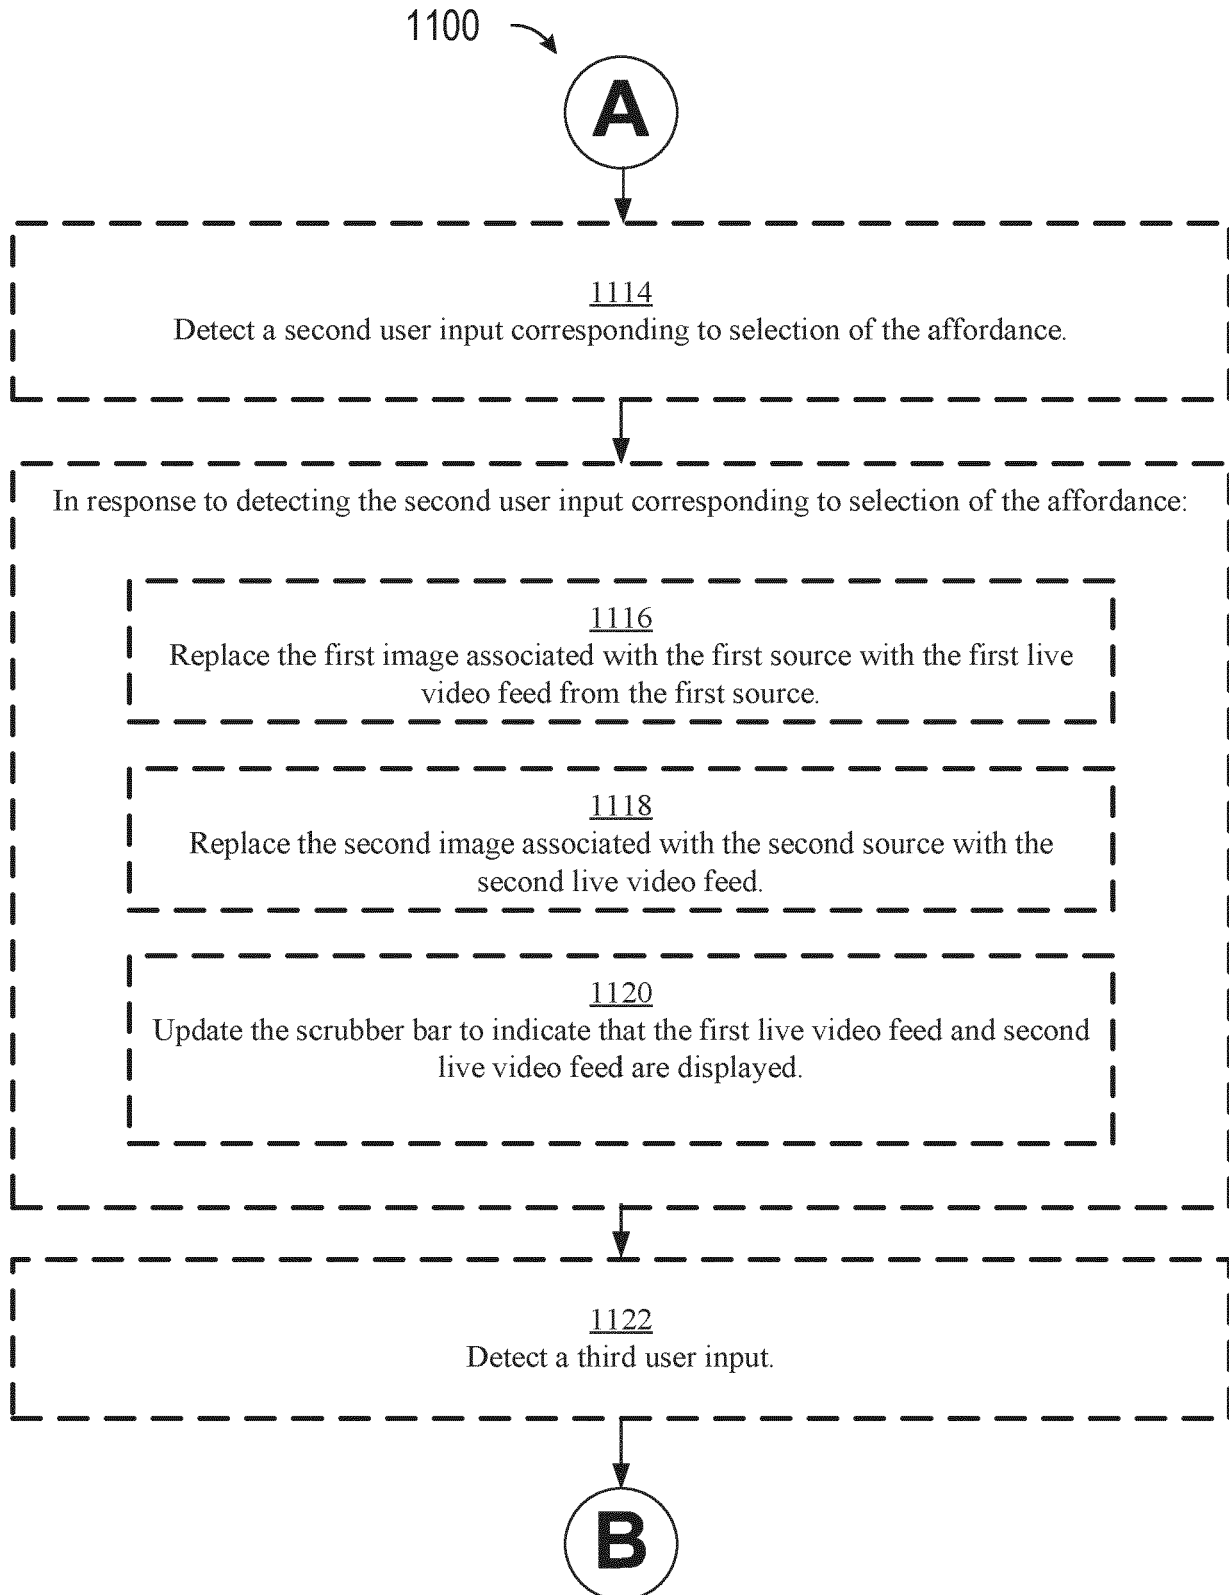 1100
A
1114
Detect a second user input corresponding to selection of the affordance.
In response to detecting the second user input corresponding to selection of the affordance:
1116
Replace the first image associated with the first source with the first live
video feed from the first source.
1118
Replace the second image associated with the second source with the
second live video feed.
1120
Update the scrubber bar to indicate that the first live video feed and second
live video feed are displayed.
1122
Detect a third user input.
B